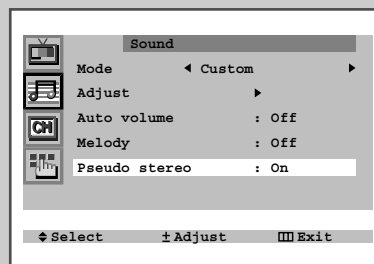 Sound
Mode ◀ Custom ▶
Adjust ▶
Auto volume : Off
Melody : Off
CH
Pseudo stereo : On
Select ± Adjust Exit